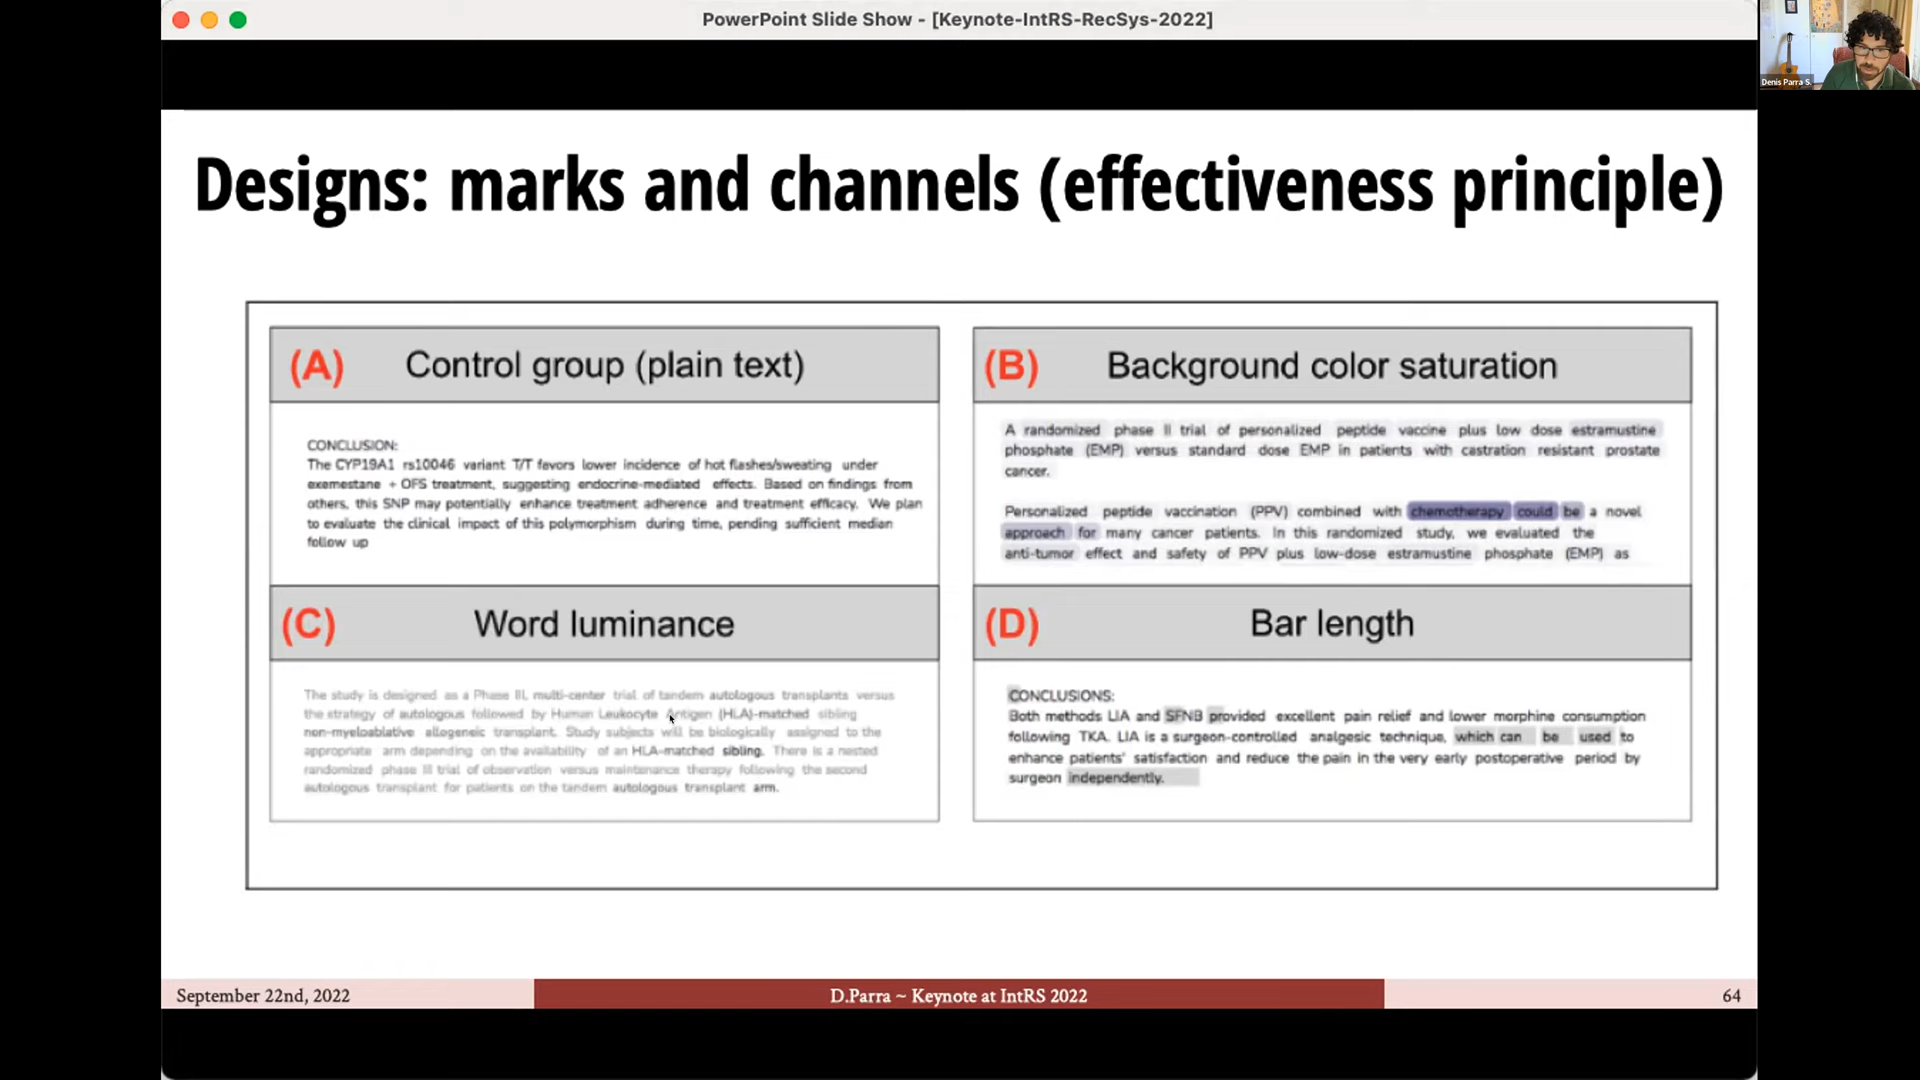 PowerPoint Slide Show - [Keynote-IntRS-RecSys-2022]
Denis Parra S.
Designs: marks and channels (effectiveness principle)
(A) Control group (plain text)
CONCLUSION:
The CYP19A1 rs10046 variant T/T favors lower incidence of hot flashes/sweating under
exemestane + OFS treatment, suggesting endocrine-mediated effects. Based on findings from
others, this SNP may potentially enhance treatment adherence and treatment efficacy. We plan
to evaluate the clinical impact of this polymorphism during time, pending sufficient median
follow up
(B) Background color saturation
A randomized phase II trial of personalized peptide vaccine plus low dose estramustine
phosphate (EMP) versus standard dose EMP in patients with castration resistant prostate
cancer.
Personalized peptide vaccination (PPV) combined with chemotherapy could be a novel
approach for many cancer patients. In this randomized study, we evaluated the
anti-tumor effect and safety of PPV plus low-dose estramustine phosphate (EMP) as
(C) Word luminance
The study is designed as a Phase III, multi-center trial of tandem autologous transplants versus
the strategy of autologous followed by Human Leukocyte Antigen (HLA)-matched sibling
non-myeloablative allogeneic transplant. Study subjects will be biologically assigned to the
appropriate arm depending on the availability of an HLA-matched sibling. There is a nested
randomized phase III trial of observation versus maintenance therapy following the second
autologous transplant for patients on the tandem autologous transplant arm.
(D) Bar length
CONCLUSIONS:
Both methods LIA and SFNB provided excellent pain relief and lower morphine consumption
following TKA. LIA is a surgeon-controlled analgesic technique, which can be used to
enhance patients' satisfaction and reduce the pain in the very early postoperative period by
surgeon independently.
September 22nd, 2022
D.Parra ~ Keynote at IntRS 2022
64